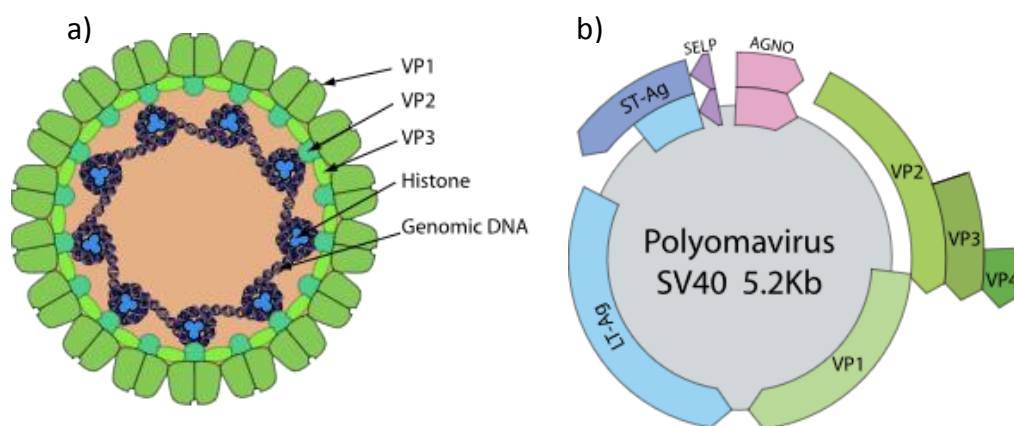 a)
VP1
VP2
VP3
Histone
Genomic DNA
b)
SELP
AGNO
ST-Ag
VP2
VP3
VP4
Polyomavirus
SV40 5.2Kb
LT-Ag
VP1